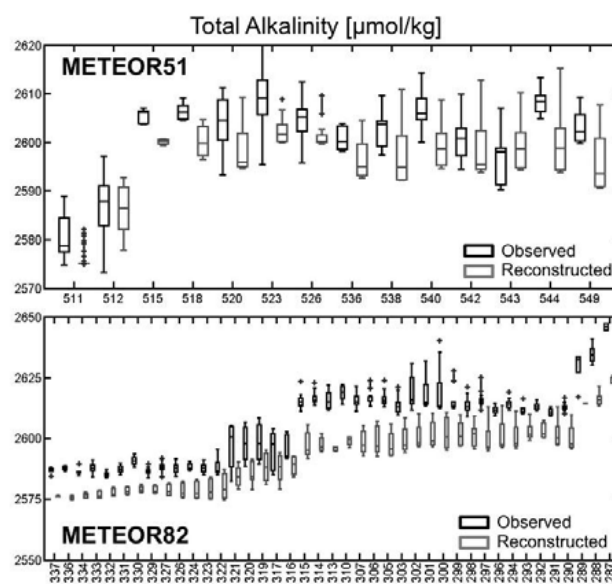 Total Alkalinity [µmol/kg]
2620
METEOR51
2610
2600
2590
2580
Observed
Reconstructed
2570
511 512 515 518 520 523 526 536 538 540 542 543 544 549
2650
2625
2600
2575
METEOR82
Observed
Reconstructed
2550
337 336 334 333 332 331 330 329 327 326 324 323 322 321 320 319 317 316 315 314 313 310 307 306 305 303 302 301 300 299 298 297 296 294 293 292 291 290 289 288 287